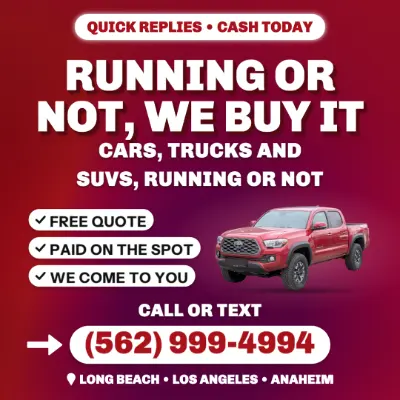 QUICK REPLIES • CASH TODAY
RUNNING OR
NOT, WE BUY IT
CARS, TRUCKS AND
SUVS, RUNNING OR NOT
FREE QUOTE
PAID ON THE SPOT
WE COME TO YOU
CALL OR TEXT
(562) 999-4994
LONG BEACH • LOS ANGELES • ANAHEIM